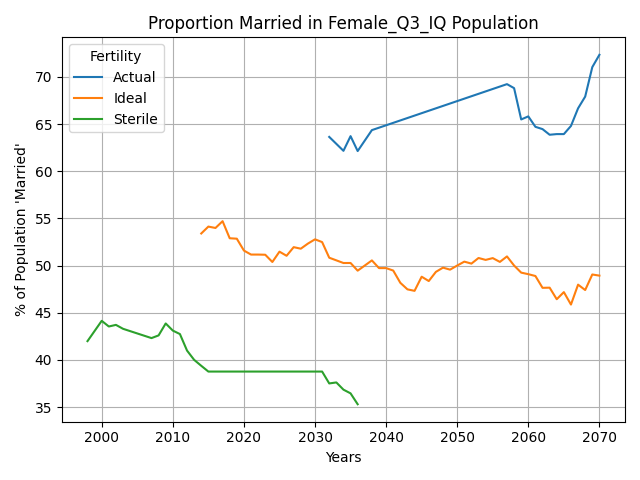 Proportion Married in Female_Q3_IQ Population
% of Population 'Married'
Fertility
Actual
Ideal
Sterile
70
65
60
55
50
45
40
35
2000 2010 2020 2030 2040 2050 2060 2070
Years